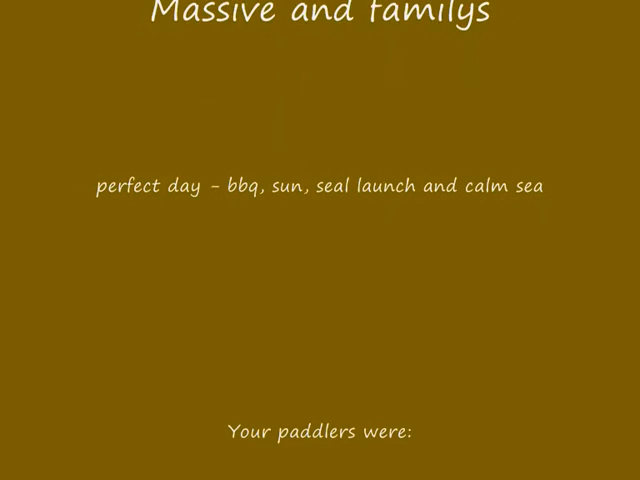 Massive and familys
perfect day - bbq, sun, seal launch and calm sea
Your paddlers were: